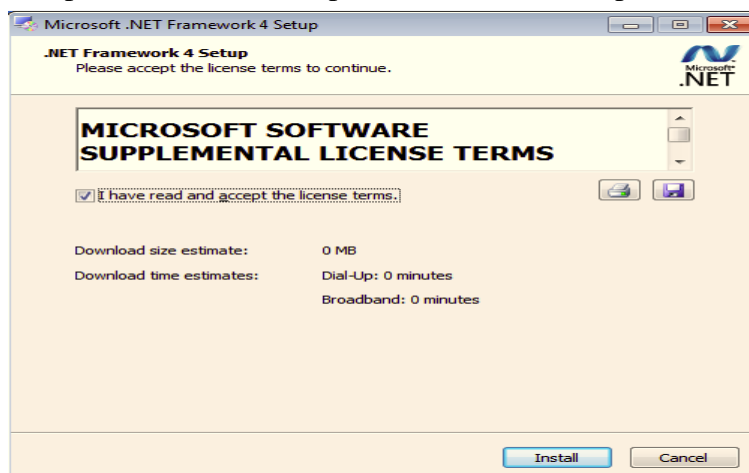 Microsoft .NET Framework 4 Setup
.NET Framework 4 Setup
Please accept the license terms to continue.
Microsoft
.NET
MICROSOFT SOFTWARE
SUPPLEMENTAL LICENSE TERMS
I have read and accept the license terms.
Download size estimate: 0 MB
Download time estimates: Dial-Up: 0 minutes
Broadband: 0 minutes
Install Cancel